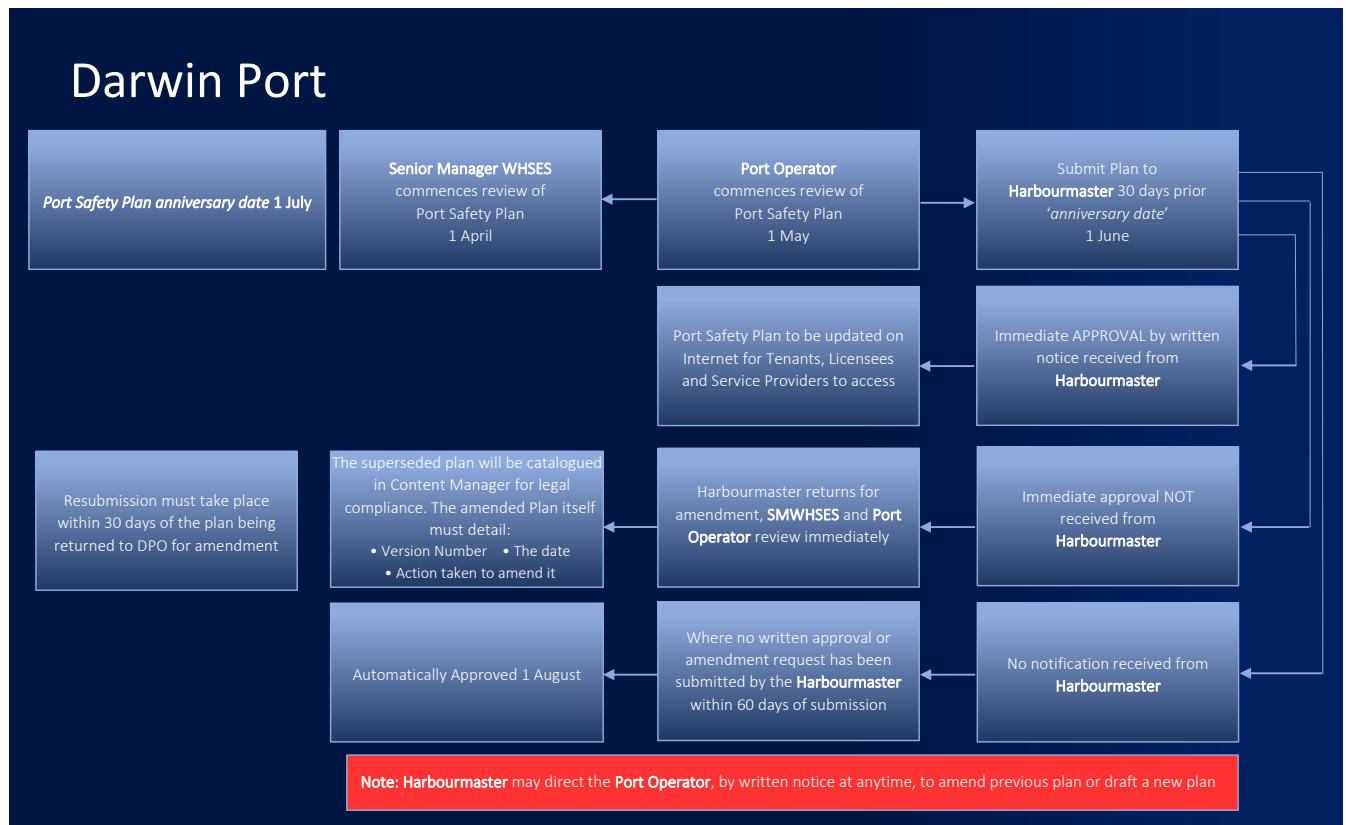 Darwin Port
Port Safety Plan anniversary date 1 July
Senior Manager WHSES
commences review of
Port Safety Plan
1 April
Port Operator
commences review of
Port Safety Plan
1 May
Submit Plan to
Harbourmaster 30 days prior
‘anniversary date’
1 June
Port Safety Plan to be updated on
Internet for Tenants, Licensees
and Service Providers to access
Immediate APPROVAL by written
notice received from
Harbourmaster
Resubmission must take place
within 30 days of the plan being
returned to DPO for amendment
The superseded plan will be catalogued
in Content Manager for legal
compliance. The amended Plan itself
must detail:
• Version Number • The date
• Action taken to amend it
Harbourmaster returns for
amendment, SMWHSES and Port
Operator review immediately
Immediate approval NOT
received from
Harbourmaster
Automatically Approved 1 August
Where no written approval or
amendment request has been
submitted by the Harbourmaster
within 60 days of submission
No notification received from
Harbourmaster
Note: Harbourmaster may direct the Port Operator, by written notice at anytime, to amend previous plan or draft a new plan